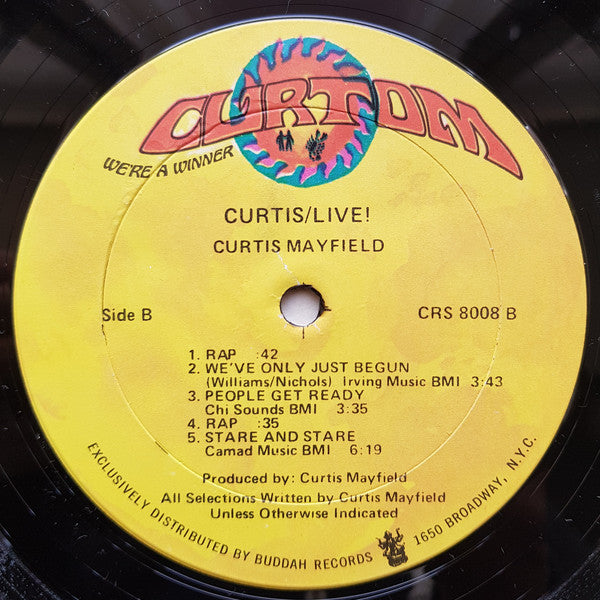 CURTOM
WE'RE A WINNER
CURTIS/LIVE!
CURTIS MAYFIELD
Side B
CRS 8008 B
1. RAP :42
2. WE'VE ONLY JUST BEGUN
(Williams/Nichols) Irving Music BMI 3:43
3. PEOPLE GET READY
Chi Sounds BMI 3:35
4. RAP :35
5. STARE AND STARE
Camad Music BMI 6:19
Produced by: Curtis Mayfield
All Selections Written by Curtis Mayfield
Unless Otherwise Indicated
EXCLUSIVELY DISTRIBUTED BY BUDDAH RECORDS 1650 BROADWAY, N.Y.C.